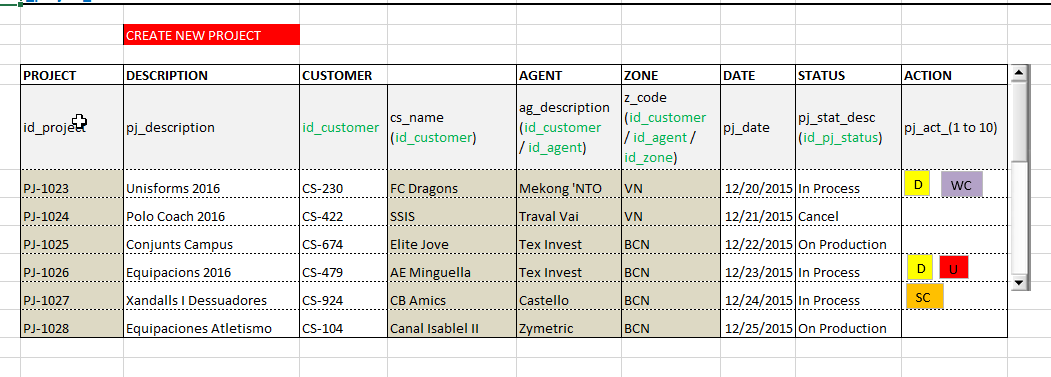 CREATE NEW PROJECT
PROJECT DESCRIPTION CUSTOMER AGENT ZONE DATE STATUS ACTION
id_project
pj_description
id_customer
cs_name
(id_customer)
ag_description
(id_customer
/ id_agent)
z_code
(id_customer
/ id_agent /
id_zone)
pj_date
pj_stat_desc
(id_pj_status)
pj_act_(1 to 10)
PJ-1023 Unisforms 2016 CS-230 FC Dragons Mekong 'NTO VN 12/20/2015 In Process D WC
PJ-1024 Polo Coach 2016 CS-422 SSIS Traval Vai VN 12/21/2015 Cancel
PJ-1025 Conjunts Campus CS-674 Elite Jove Tex Invest BCN 12/22/2015 On Production
PJ-1026 Equipacions 2016 CS-479 AE Minguella Tex Invest BCN 12/23/2015 In Process D U
PJ-1027 Xandalls I Dessuadores CS-924 CB Amics Castello BCN 12/24/2015 In Process SC
PJ-1028 Equipaciones Atletismo CS-104 Canal Isablel II Zymetric BCN 12/25/2015 On Production